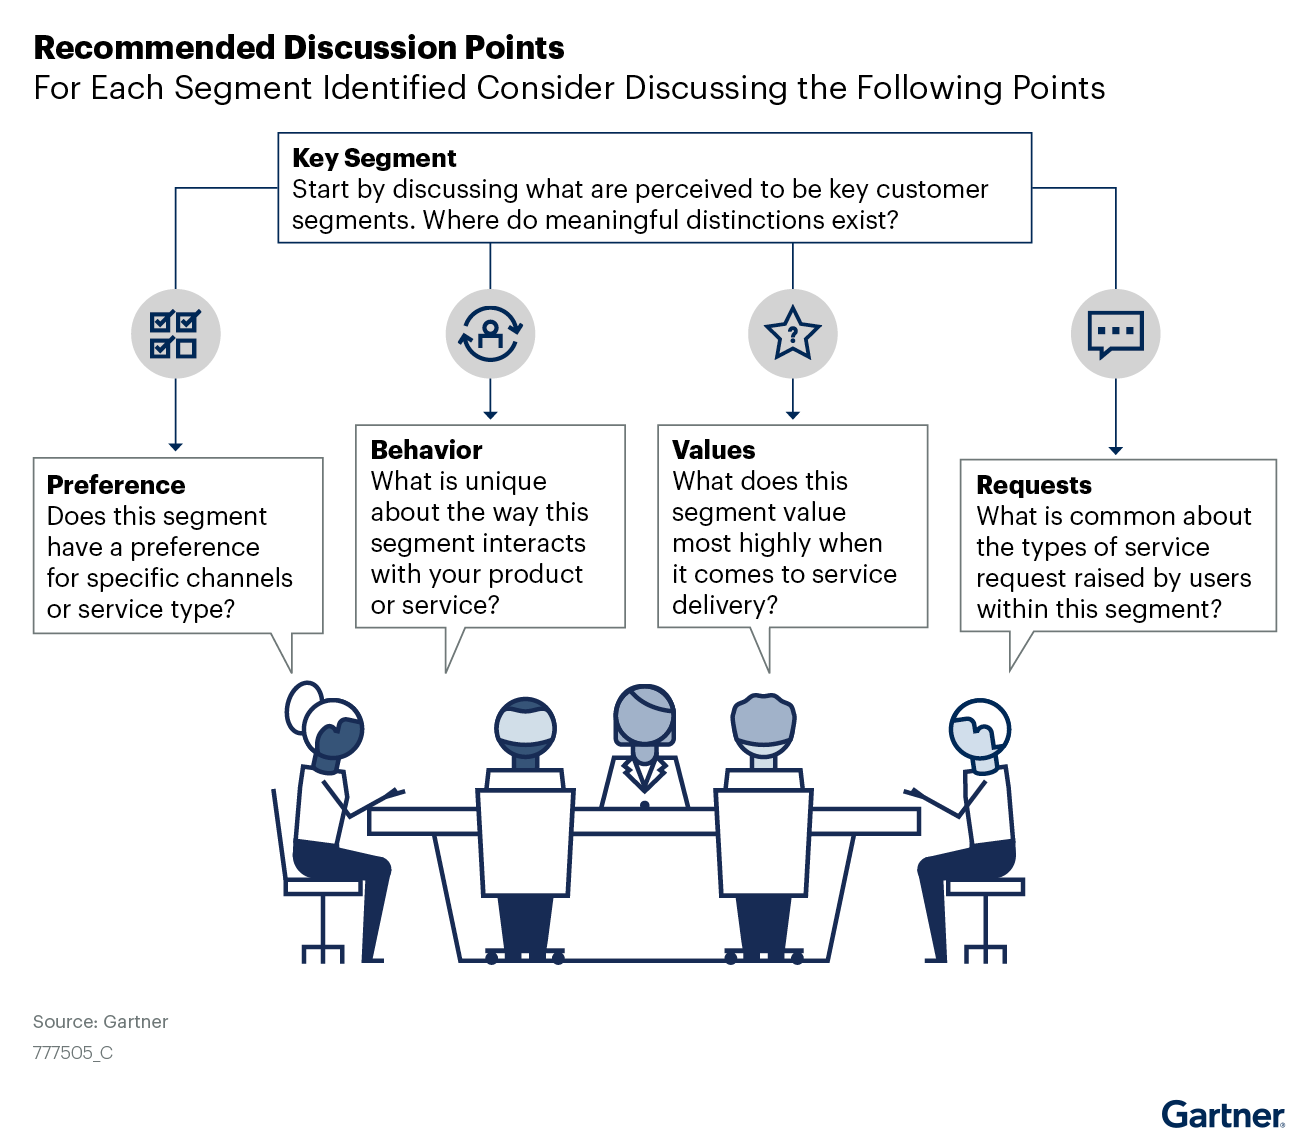 Recommended Discussion Points
For Each Segment Identified Consider Discussing the Following Points
Key Segment
Start by discussing what are perceived to be key customer
segments. Where do meaningful distinctions exist?
?
Preference
Does this segment
have a preference
for specific channels
or service type?
Behavior
What is unique
about the way this
segment interacts
with your product
or service?
Values
What does this
segment value
most highly when
it comes to service
delivery?
Requests
What is common about
the types of service
request raised by users
within this segment?
Source: Gartner
777505_C
Gartner®